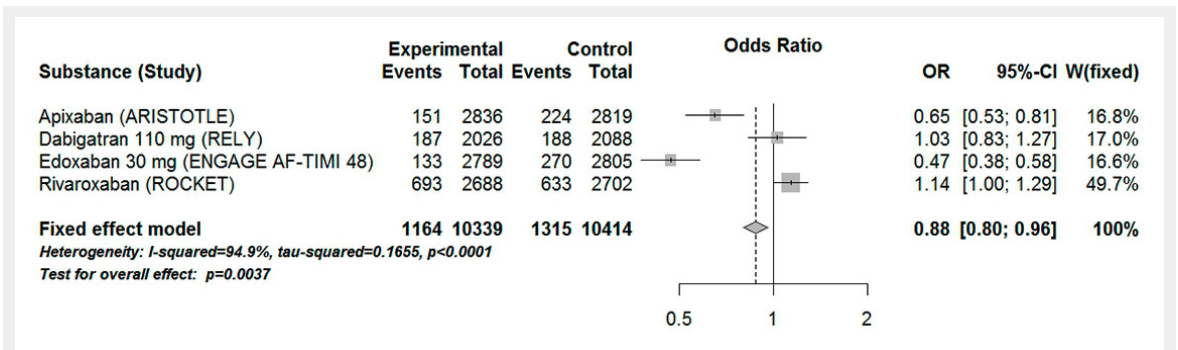 Experimental Control Odds Ratio
Substance (Study) Events Total Events Total OR 95%-CI W(fixed)
Apixaban (ARISTOTLE) 151 2836 224 2819 0.65 [0.53; 0.81] 16.8%
Dabigatran 110 mg (RELY) 187 2026 188 2088 1.03 [0.83; 1.27] 17.0%
Edoxaban 30 mg (ENGAGE AF-TIMI 48) 133 2789 270 2805 0.47 [0.38; 0.58] 16.6%
Rivaroxaban (ROCKET) 693 2688 633 2702 1.14 [1.00; 1.29] 49.7%
Fixed effect model 1164 10339 1315 10414 0.88 [0.80; 0.96] 100%
Heterogeneity: I-squared=94.9%, tau-squared=0.1655, p<0.0001
Test for overall effect: p=0.0037
0.5 1 2